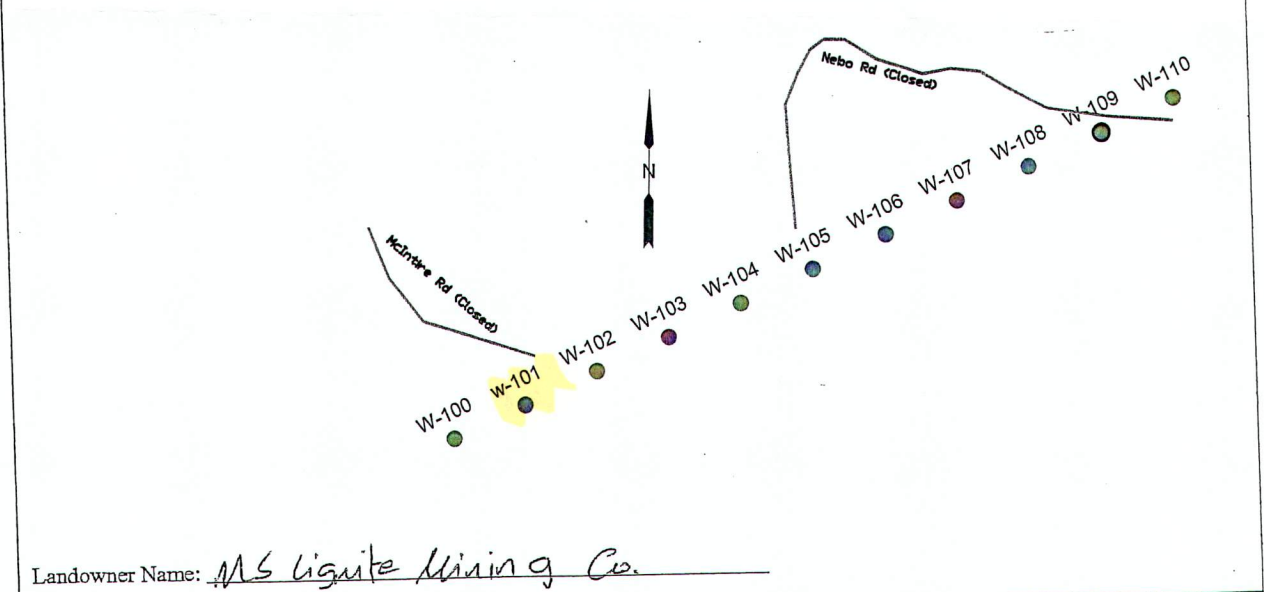 Nebo Rd (Closed)
W-110
W-109
W-108
N
W-107
W-106
W-105
McIntire Rd (Closed)
W-104
W-103
W-102
w-101
W-100
Landowner Name: MS Lignite Mining Co.